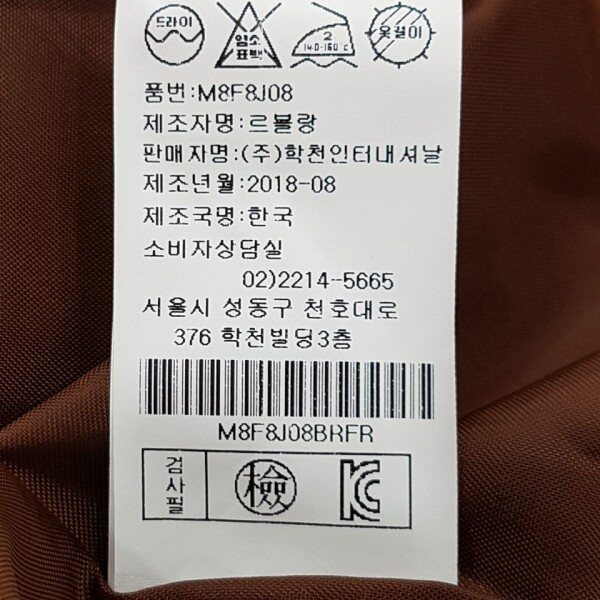 드라이 염소 표백 2 140-160℃ 옷걸이
품번:M8F8J08
제조자명:르볼랑
판매자명:(주)학천인터내셔날
제조년월:2018-08
제조국명:한국
소비자상담실
02)2214-5665
서울시 성동구 천호대로
376 학천빌딩3층
M8F8J08BRFR
검사필 檢 KC